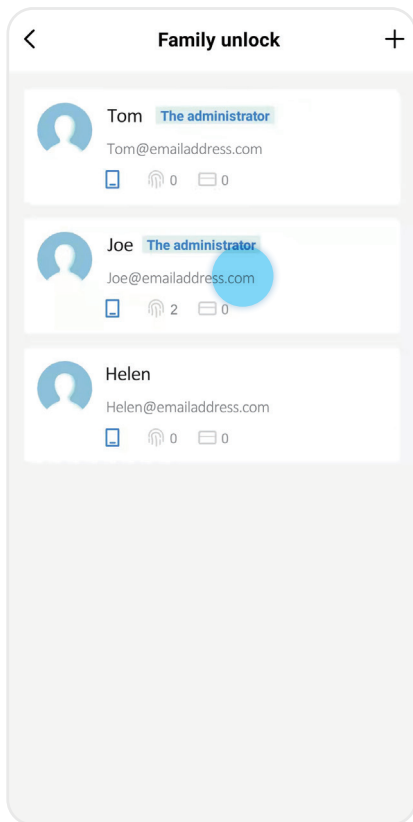 Family unlock
Tom The administrator
Tom@emailaddress.com
0 0
Joe The administrator
Joe@emailaddress.com
2 0
Helen
Helen@emailaddress.com
0 0